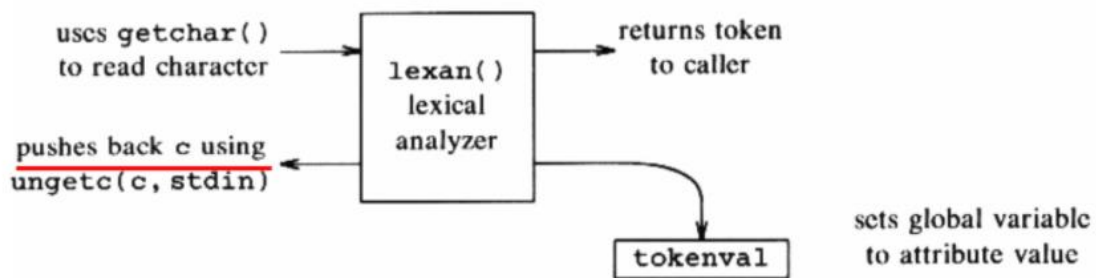 uses getchar()
to read character
lexan()
lexical
analyzer
returns token
to caller
pushes back c using
ungetc(c,stdin)
tokenval
sets global variable
to attribute value